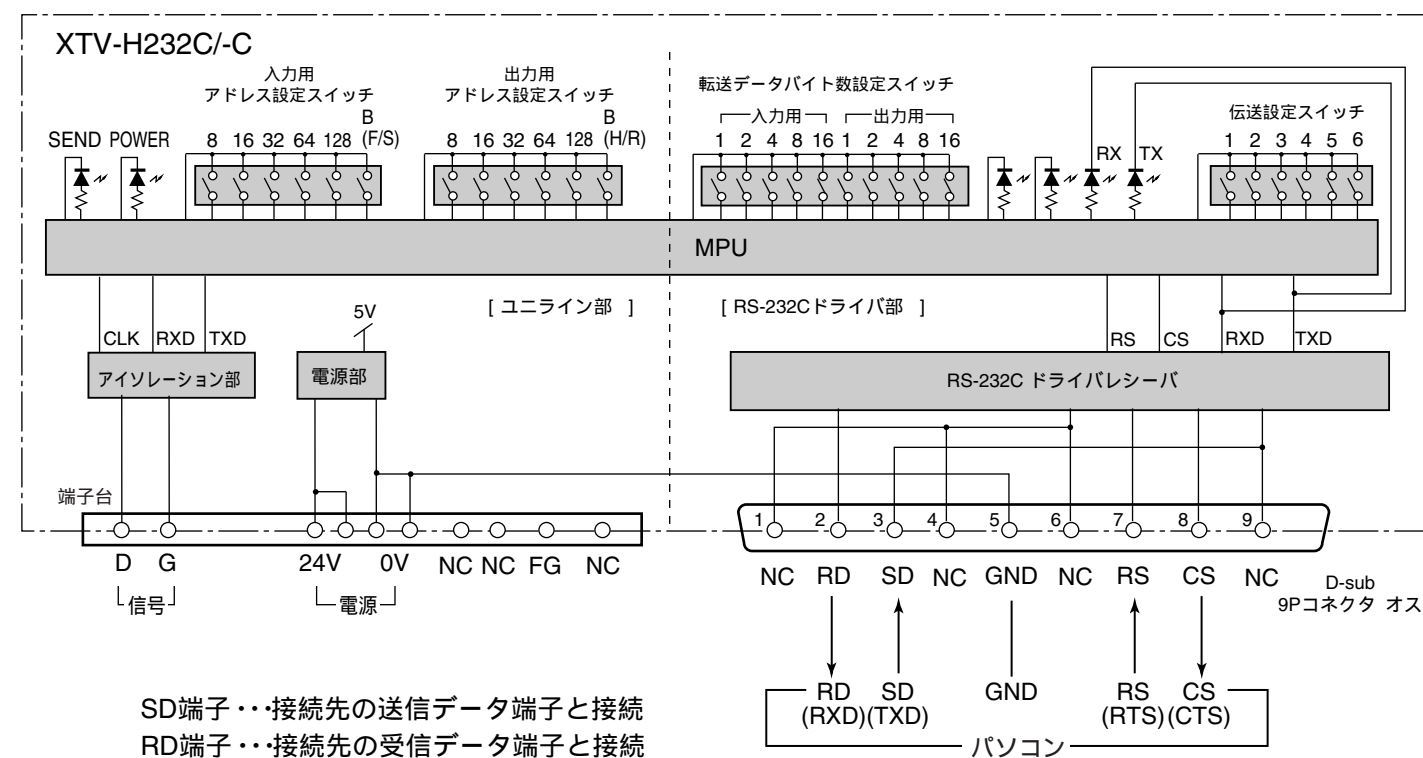 XTV-H232C/-C
入力用
アドレス設定スイッチ
B
(F/S)
8 16 32 64 128
出力用
アドレス設定スイッチ
B
(H/R)
8 16 32 64 128
転送データバイト数設定スイッチ
入力用 出力用
1 2 4 8 16 1 2 4 8 16
伝送設定スイッチ
1 2 3 4 5 6
SEND POWER
RX TX
MPU
[ ユニライン部 ]
[ RS-232Cドライバ部 ]
5V
CLK RXD TXD
RS CS RXD TXD
アイソレーション部
電源部
RS-232C ドライバレシーバ
端子台
1 2 3 4 5 6 7 8 9
D G 24V 0V NC NC FG NC
信号 電源
NC RD SD NC GND NC RS CS NC
D-sub
9Pコネクタ オス
RD SD GND RS CS
(RXD)(TXD) (RTS)(CTS)
パソコン
SD端子・・・接続先の送信データ端子と接続
RD端子・・・接続先の受信データ端子と接続